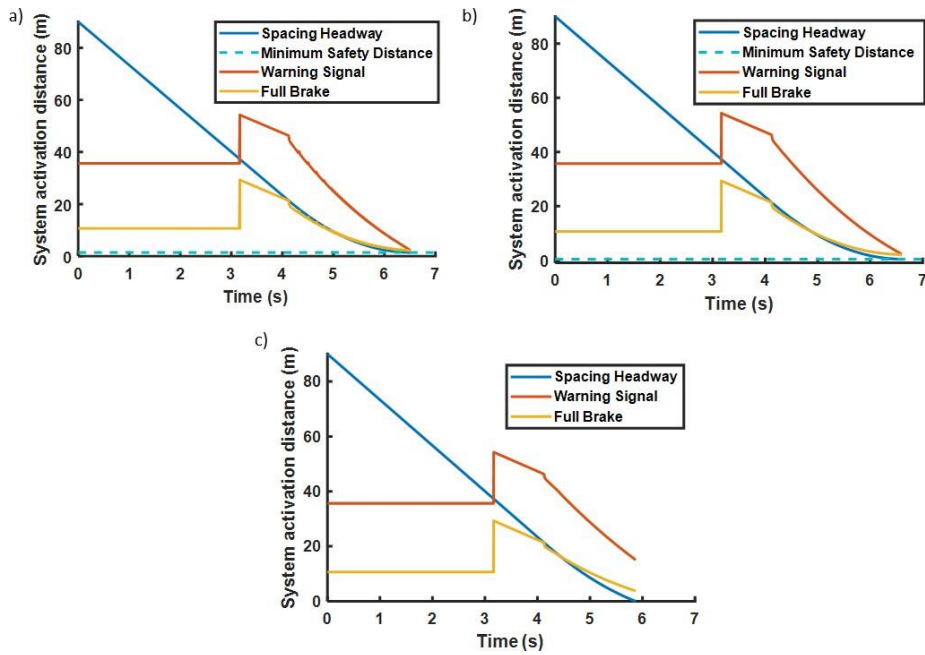 a)
System activation distance (m)
80
60
40
20
0
0 1 2 3 4 5 6 7
Time (s)
Spacing Headway
Minimum Safety Distance
Warning Signal
Full Brake
b)
System activation distance (m)
80
60
40
20
0
0 1 2 3 4 5 6 7
Time (s)
Spacing Headway
Minimum Safety Distance
Warning Signal
Full Brake
c)
System activation distance (m)
80
60
40
20
0
0 1 2 3 4 5 6 7
Time (s)
Spacing Headway
Warning Signal
Full Brake